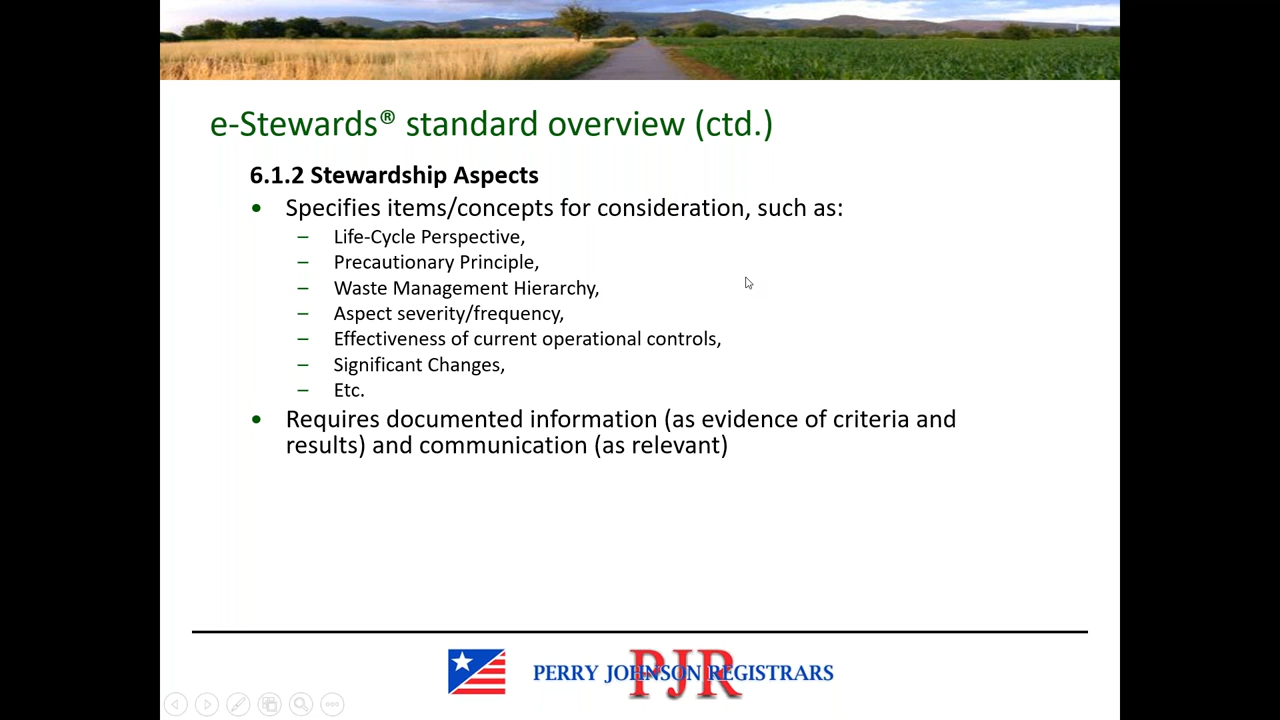 e-Stewards® standard overview (ctd.)
6.1.2 Stewardship Aspects
• Specifies items/concepts for consideration, such as:
– Life-Cycle Perspective,
– Precautionary Principle,
– Waste Management Hierarchy,
– Aspect severity/frequency,
– Effectiveness of current operational controls,
– Significant Changes,
– Etc.
• Requires documented information (as evidence of criteria and
results) and communication (as relevant)
PJR
PERRY JOHNSON REGISTRARS